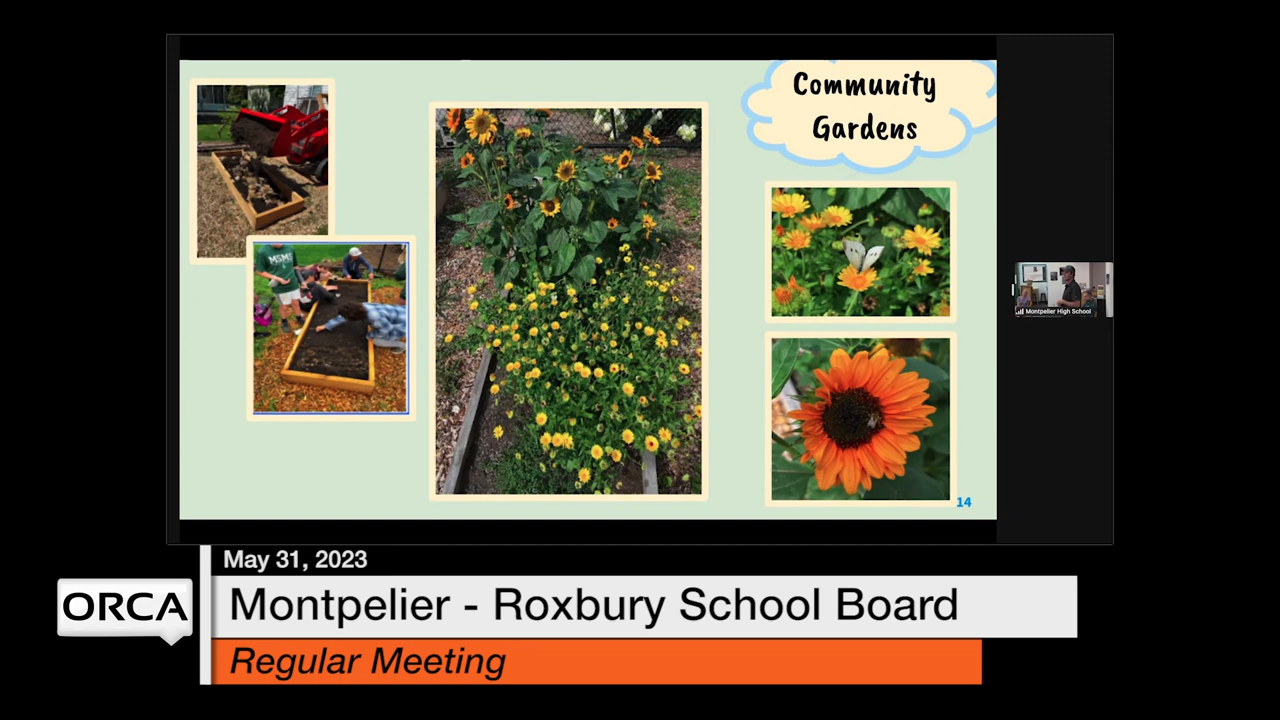 Community
Gardens
MSMS
14
Montpelier High School
May 31, 2023
ORCA
Montpelier - Roxbury School Board
Regular Meeting